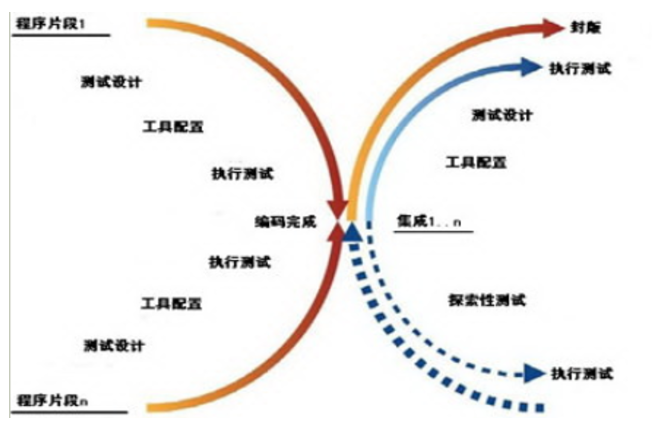 程序片段1
测试设计
工具配置
执行测试
编码完成
执行测试
工具配置
测试设计
程序片段n
封版
执行测试
测试设计
工具配置
集成1..n
探索性测试
执行测试